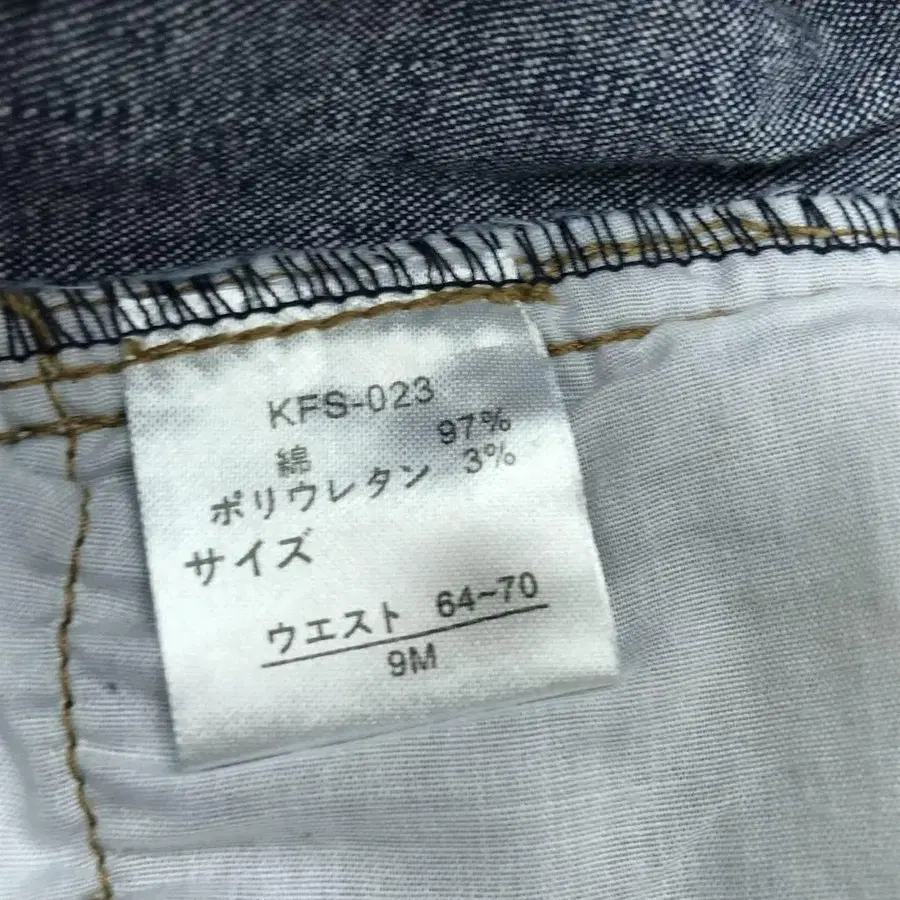 KFS-023
綿 97%
ポリウレタン 3%
サイズ
ウエスト 64~70
9M